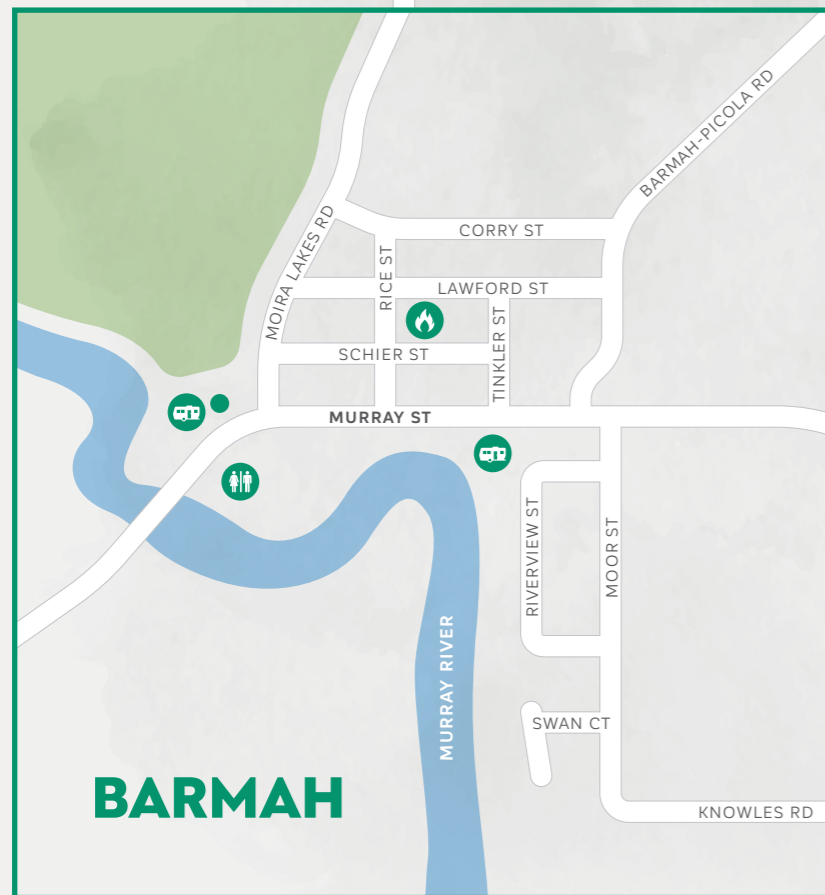 BARMAH-PICOLA RD
CORRY ST
MOIRA LAKES RD
RICE ST
LAWFORD ST
TINKLER ST
SCHIER ST
MURRAY ST
RIVERVIEW ST
MOOR ST
MURRAY RIVER
SWAN CT
BARMAH
KNOWLES RD